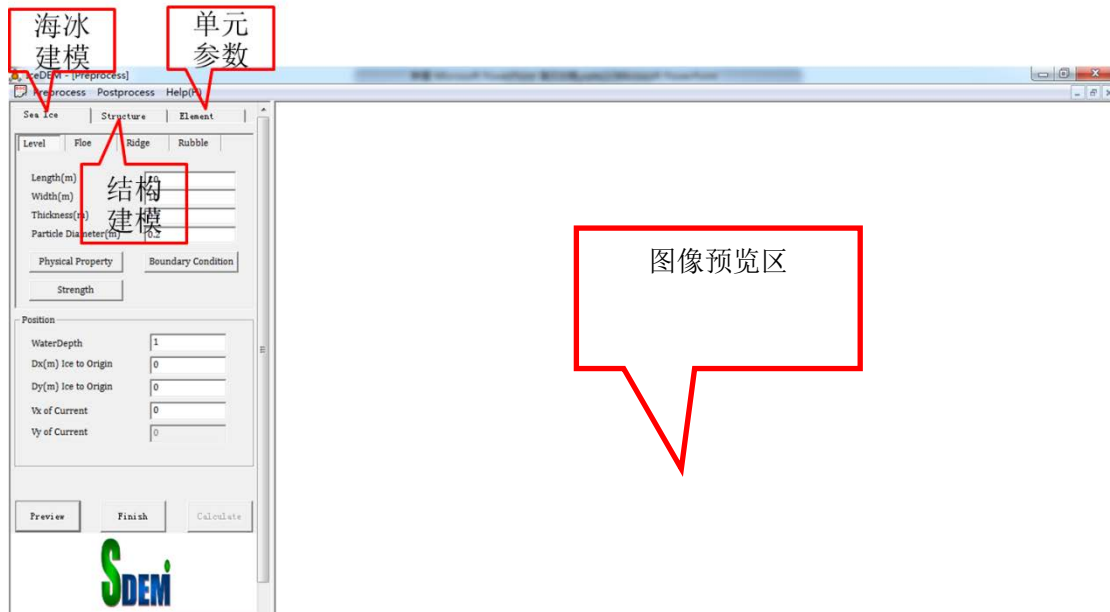 海冰
建模
单元
参数
IceDEM - [Preprocess]
Preprocess Postprocess Help(H)
Sea Ice Structure Element
Level Floe Ridge Rubble
Length(m)
Width(m)
Thickness(m)
Particle Diameter(m) 0.2
结构
建模
Physical Property Boundary Condition
Strength
Position
WaterDepth 1
Dx(m) Ice to Origin 0
Dy(m) Ice to Origin 0
Vx of Current 0
Vy of Current 0
Preview Finish Calculate
SDEM
图像预览区